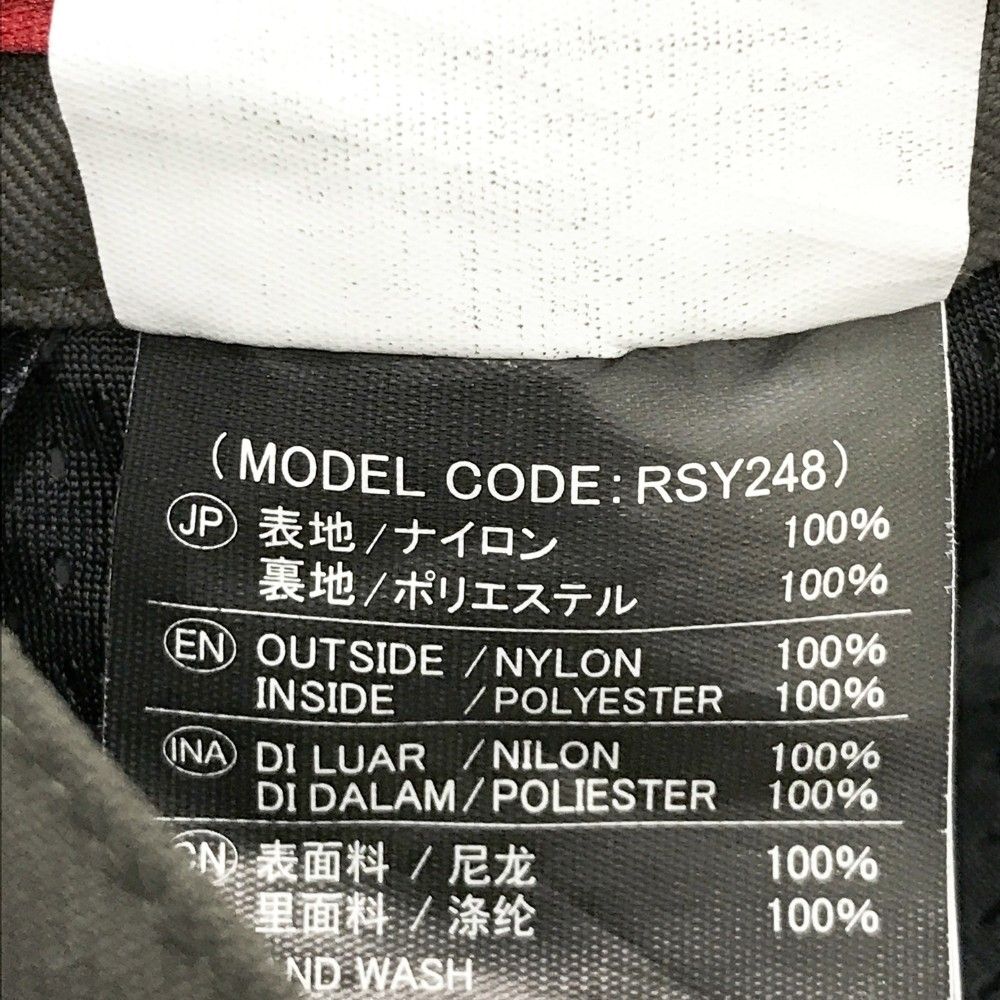 (MODEL CODE:RSY248)
JP 表地/ナイロン 100%
裏地/ポリエステル 100%
EN OUTSIDE /NYLON 100%
INSIDE /POLYESTER 100%
INA DI LUAR /NILON 100%
DI DALAM/POLIESTER 100%
CN 表面料 / 尼龙 100%
里面料 / 涤纶 100%
WASH